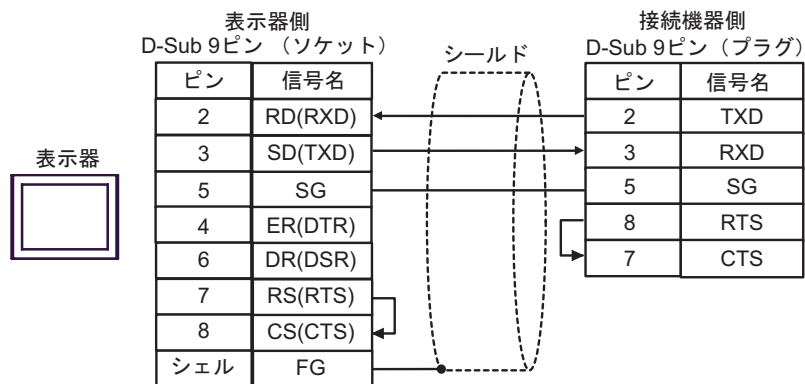 表示器側
D-Sub 9ピン (ソケット)
ピン 信号名
2 RD(RXD)
3 SD(TXD)
5 SG
4 ER(DTR)
6 DR(DSR)
7 RS(RTS)
8 CS(CTS)
シェル FG
表示器
シールド
接続機器側
D-Sub 9ピン (プラグ)
ピン 信号名
2 TXD
3 RXD
5 SG
8 RTS
7 CTS